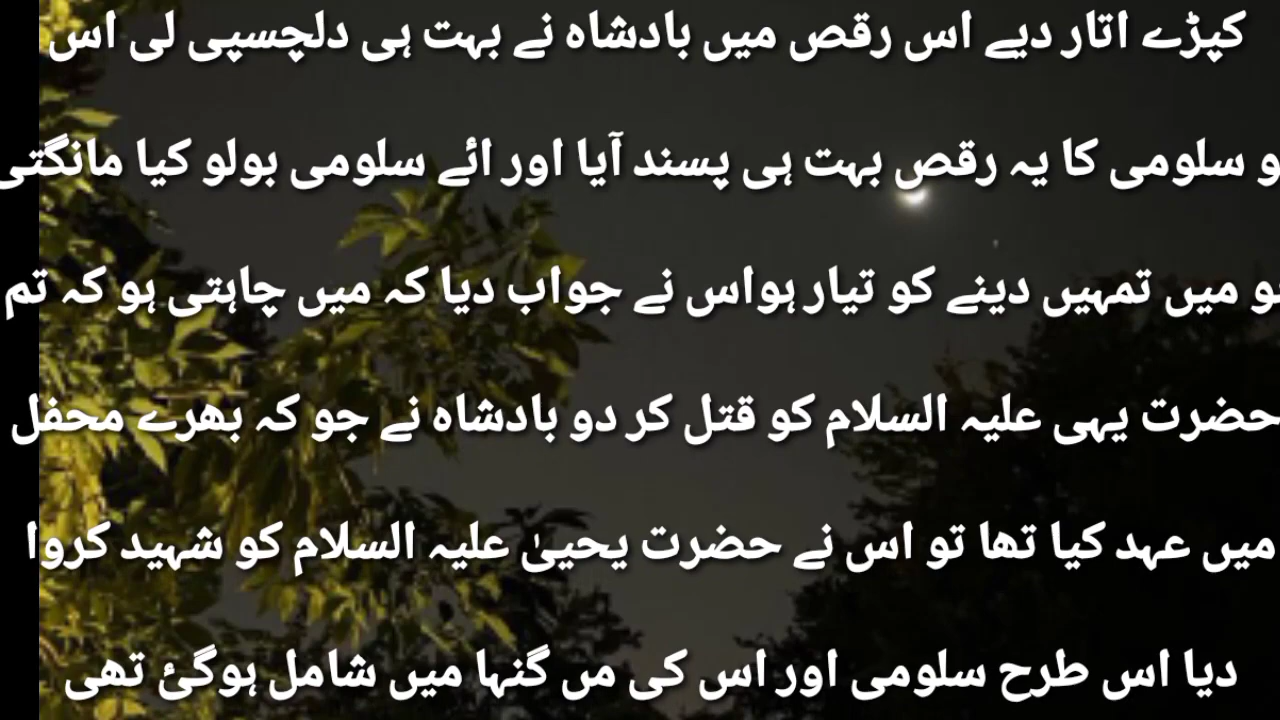 کپڑے اتار دیے اس رقص میں بادشاہ نے بہت ہی دلچسپی لی اس
و سلومی کا یہ رقص بہت ہی پسند آیا اور ائے سلومی بولو کیا مانگتی
و میں تمہیں دینے کو تیار ہواس نے جواب دیا کہ میں چاہتی ہو کہ تم
حضرت یہی علیہ السلام کو قتل کر دو بادشاہ نے جو کہ بھرے محفل
میں عہد کیا تھا تو اس نے حضرت یحییٰ علیہ السلام کو شہید کروا
دیا اس طرح سلومی اور اس کی مں گنہا میں شامل ہوگئ تھی